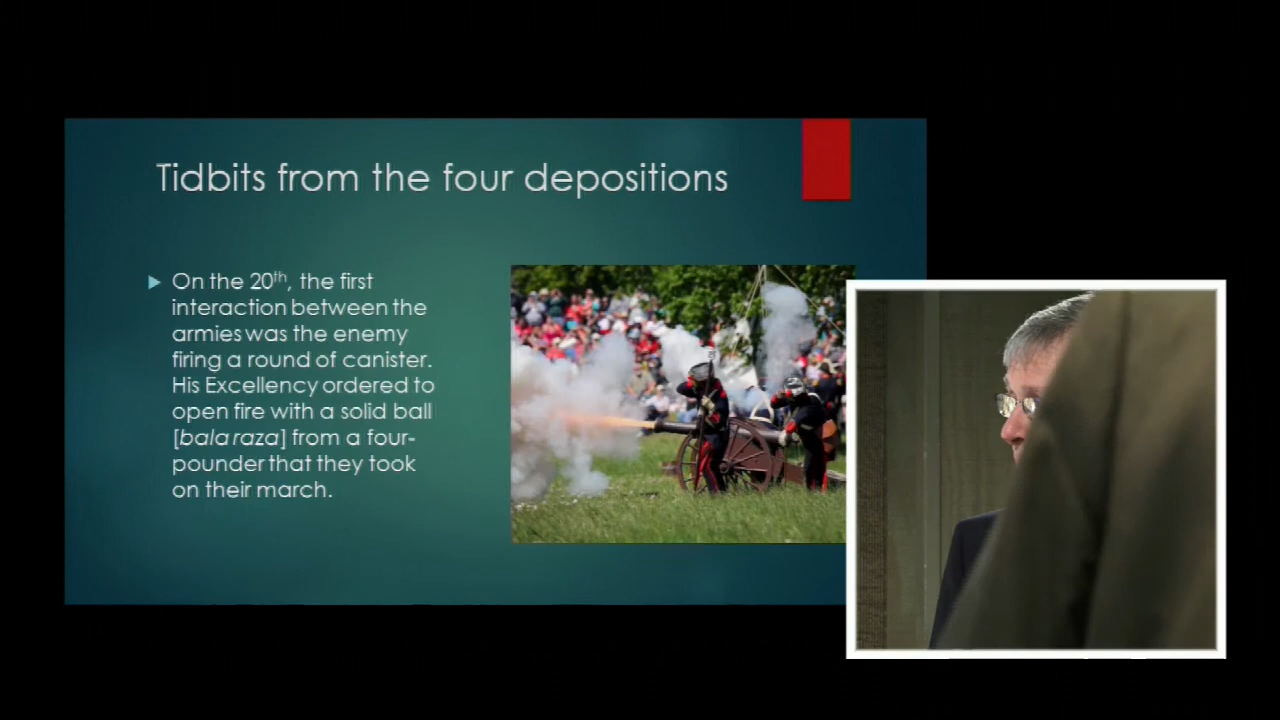 Tidbits from the four depositions
On the 20th, the first
interaction between the
armies was the enemy
firing a round of canister.
His Excellency ordered to
open fire with a solid ball
[bala raza] from a four-
pounder that they took
on their march.